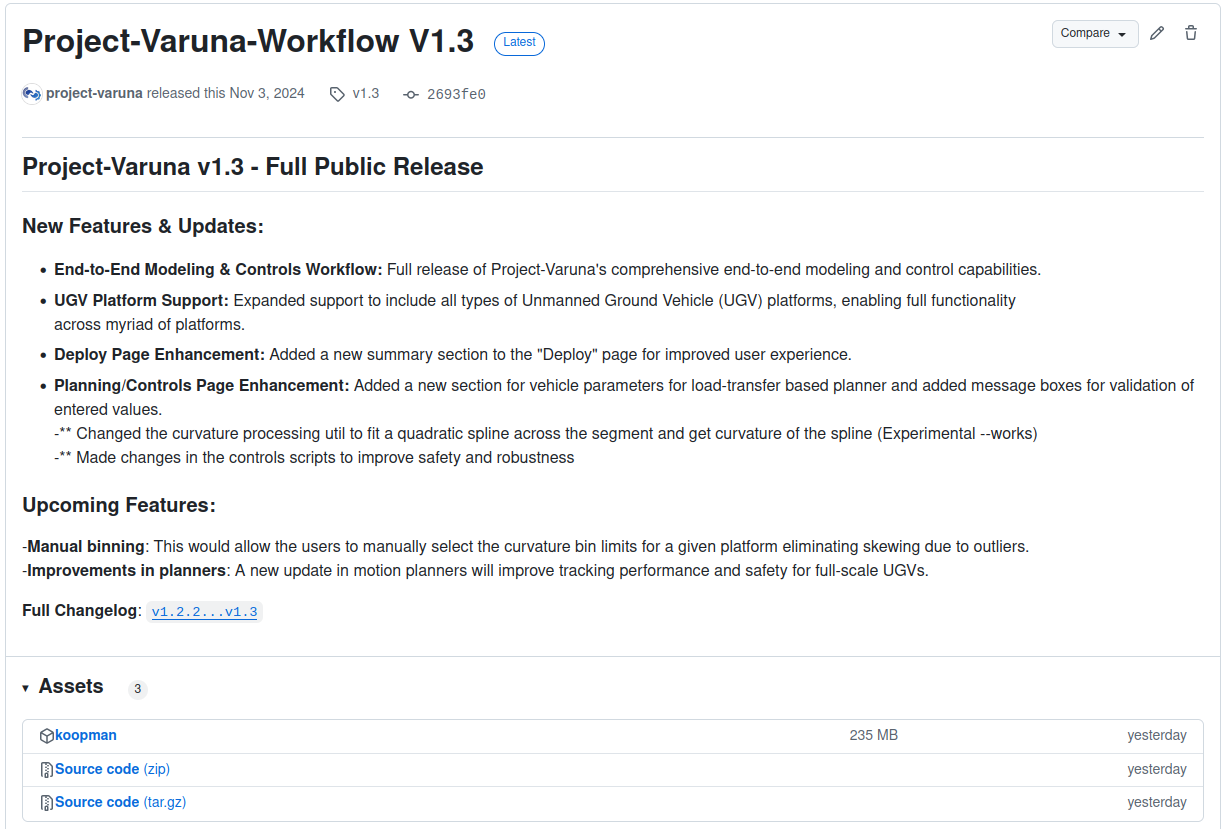 Project-Varuna-Workflow V1.3 Latest Compare
project-varuna released this Nov 3, 2024 v1.3 2693fe0
Project-Varuna v1.3 - Full Public Release
New Features & Updates:
• End-to-End Modeling & Controls Workflow: Full release of Project-Varuna's comprehensive end-to-end modeling and control capabilities.
• UGV Platform Support: Expanded support to include all types of Unmanned Ground Vehicle (UGV) platforms, enabling full functionality
across myriad of platforms.
• Deploy Page Enhancement: Added a new summary section to the "Deploy" page for improved user experience.
• Planning/Controls Page Enhancement: Added a new section for vehicle parameters for load-transfer based planner and added message boxes for validation of
entered values.
-** Changed the curvature processing util to fit a quadratic spline across the segment and get curvature of the spline (Experimental --works)
-** Made changes in the controls scripts to improve safety and robustness
Upcoming Features:
-Manual binning: This would allow the users to manually select the curvature bin limits for a given platform eliminating skewing due to outliers.
-Improvements in planners: A new update in motion planners will improve tracking performance and safety for full-scale UGVs.
Full Changelog: v1.2.2...v1.3
Assets 3
koopman 235 MB yesterday
Source code (zip) yesterday
Source code (tar.gz) yesterday